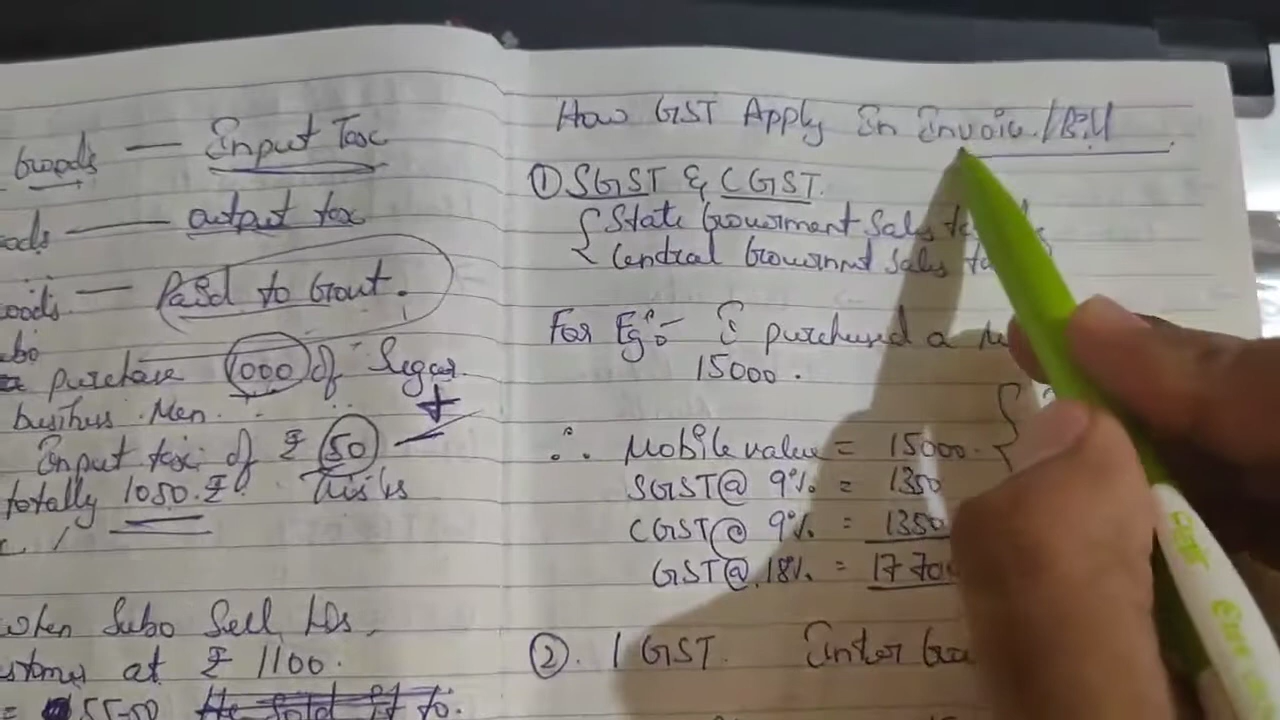 goods — Input Tax
ods — output tax
oods. — Paid to Govt.
purchase 1000 of Sugar.
business Men.
Input tax of ₹ 50
totally 1050 ₹. This is
when Subo Sell his
stomer at ₹ 1100.
= 55-00 He sold it to.
How GST Apply In Invoice/Bill
① SGST & CGST.
{ State Government Sales
Central Government Sales
For Eg:- I purchased a
15000.
∴ Mobile value = 15000.
SGST@ 9% = 1350
CGST@ 9% = 1350
GST@ 18% = 1770
②. IGST. Inter